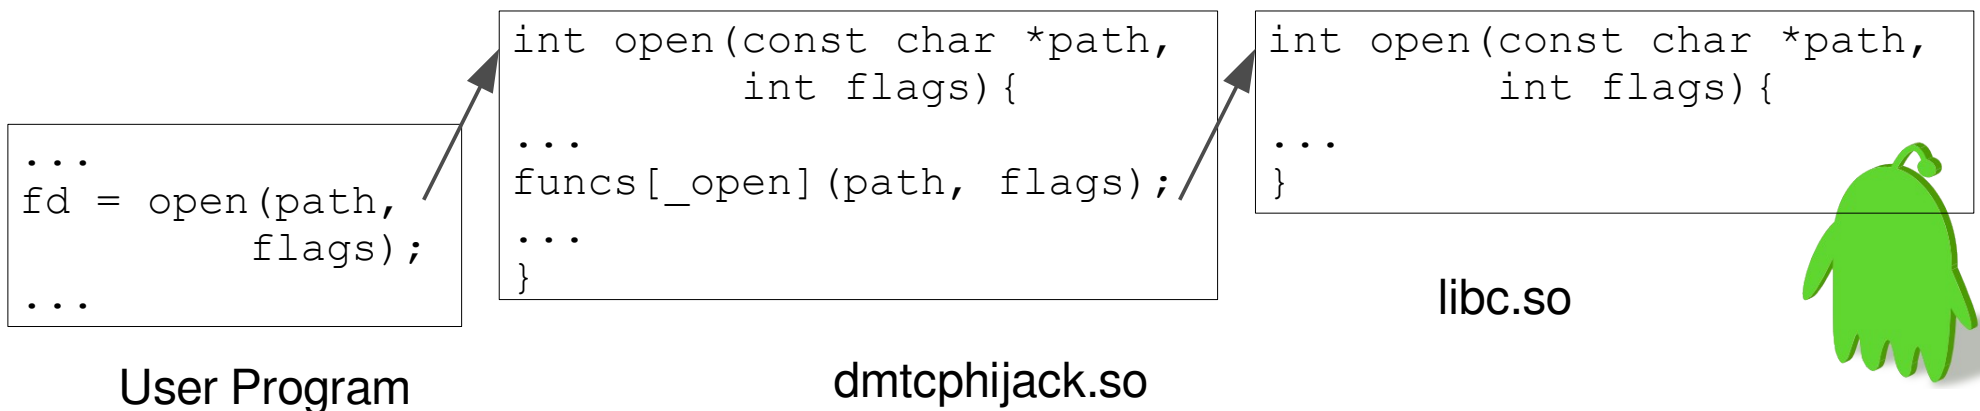 ...
fd = open(path,
flags);
...
User Program
int open(const char *path,
int flags){
...
funcs[_open](path, flags);
...
}
dmtcphijack.so
int open(const char *path,
int flags){
...
}
libc.so